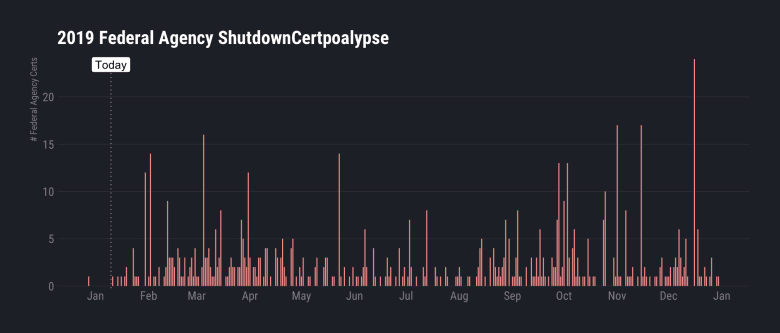 2019 Federal Agency ShutdownCertpoalypse
Today
# Federal Agency Certs
20
15
10
5
0
Jan Feb Mar Apr May Jun Jul Aug Sep Oct Nov Dec Jan